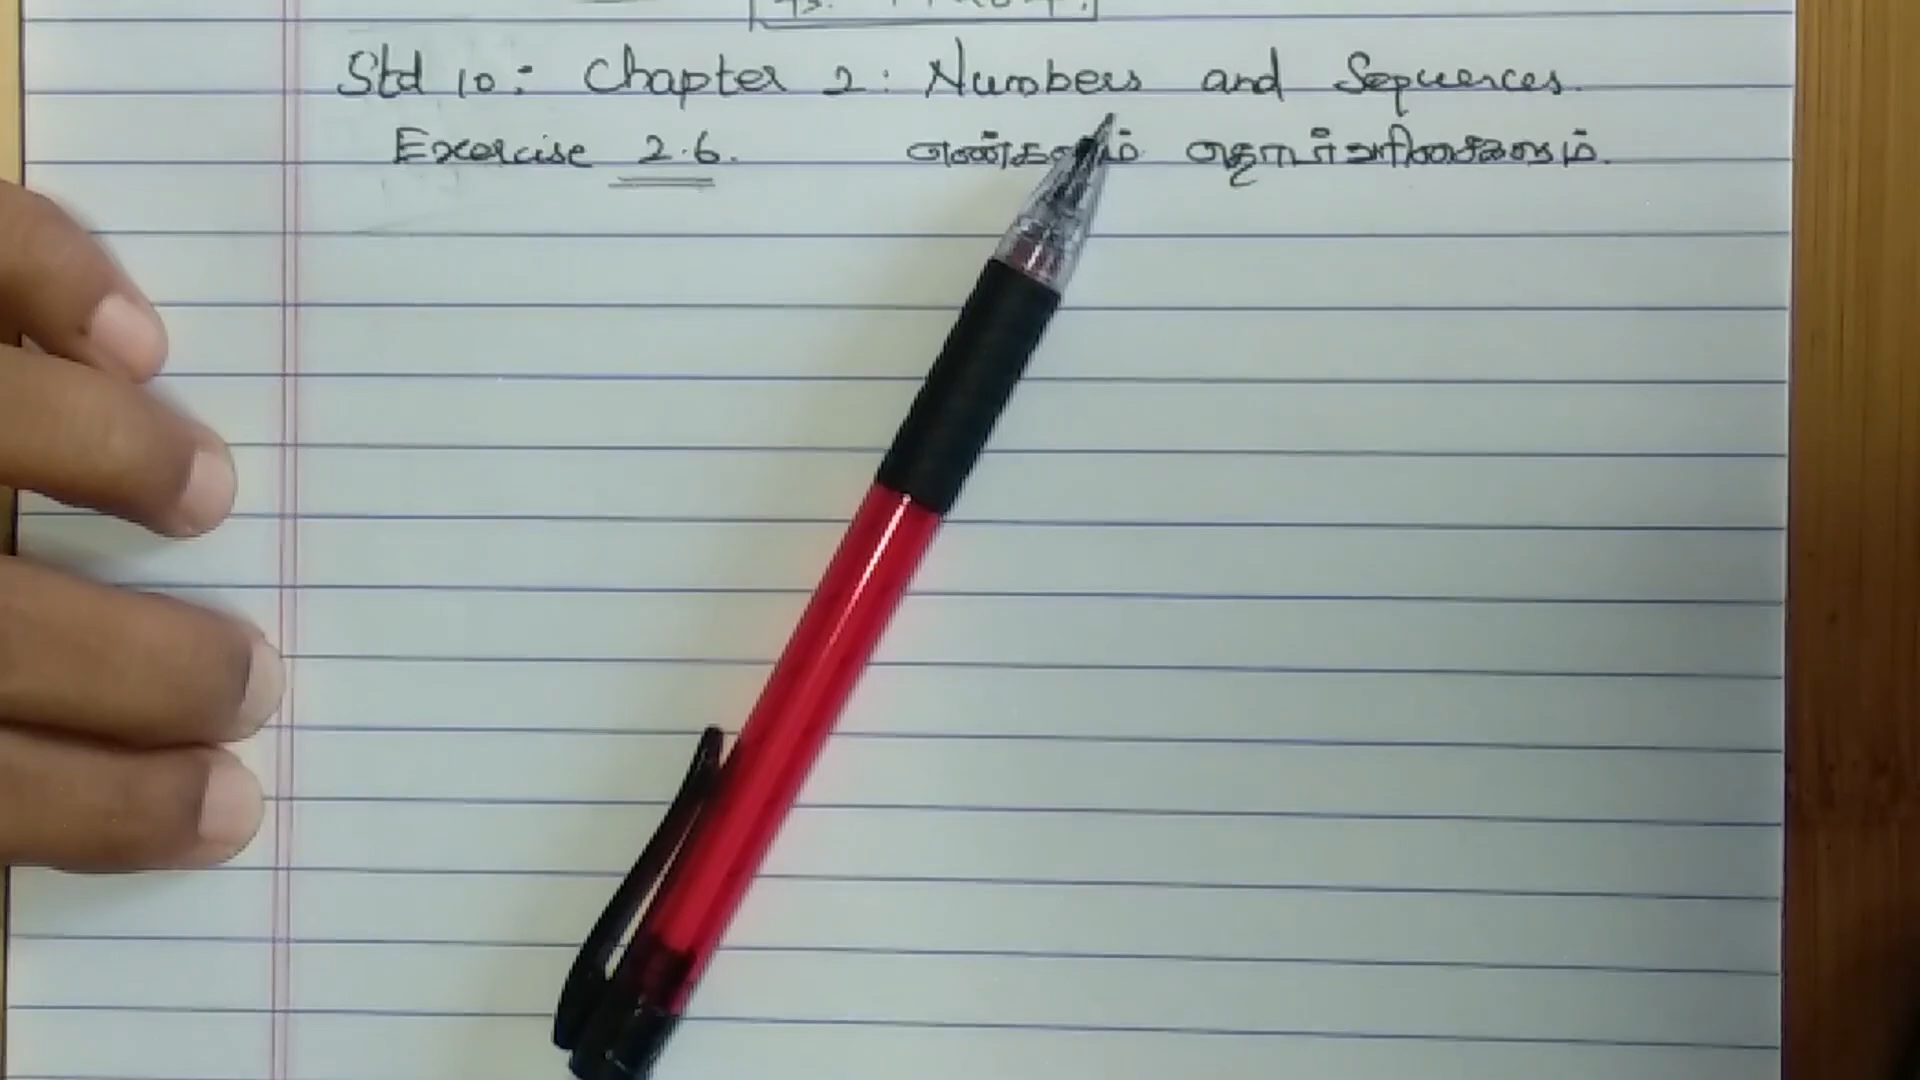 Std 10: Chapter 2: Numbers and Sequences.
Exercise 2.6. எண்களும் தொடர்வரிசைகளும்.